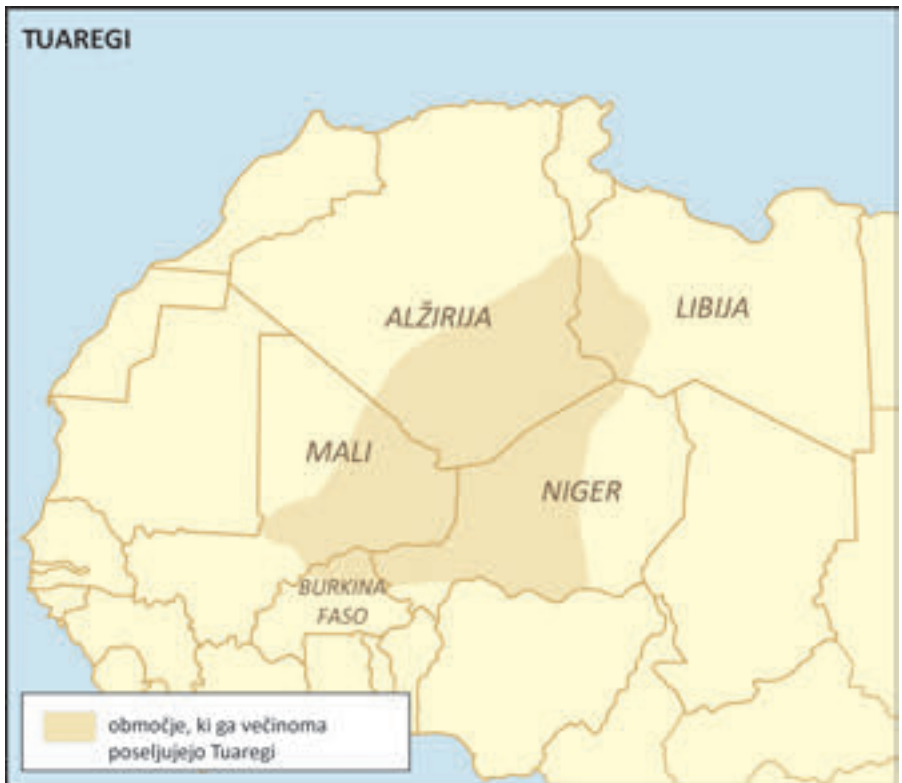 TUAREGI
ALŽIRIJA
LIBIJA
MALI
NIGER
BURKINA
FASO
območje, ki ga večinoma
poseljujejo Tuaregi